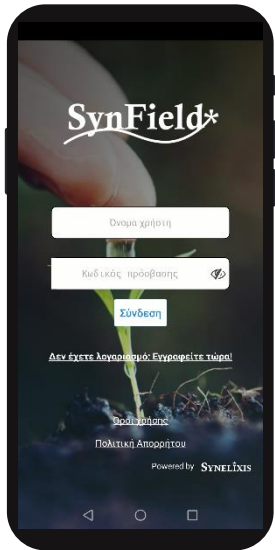 SynField*
Όνομα χρήστη
Κωδικός πρόσβασης
Σύνδεση
Δεν έχετε λογαριασμό; Εγγραφείτε τώρα!
Όροι χρήσης
Πολιτική Απορρήτου
Powered by SYNELIXIS